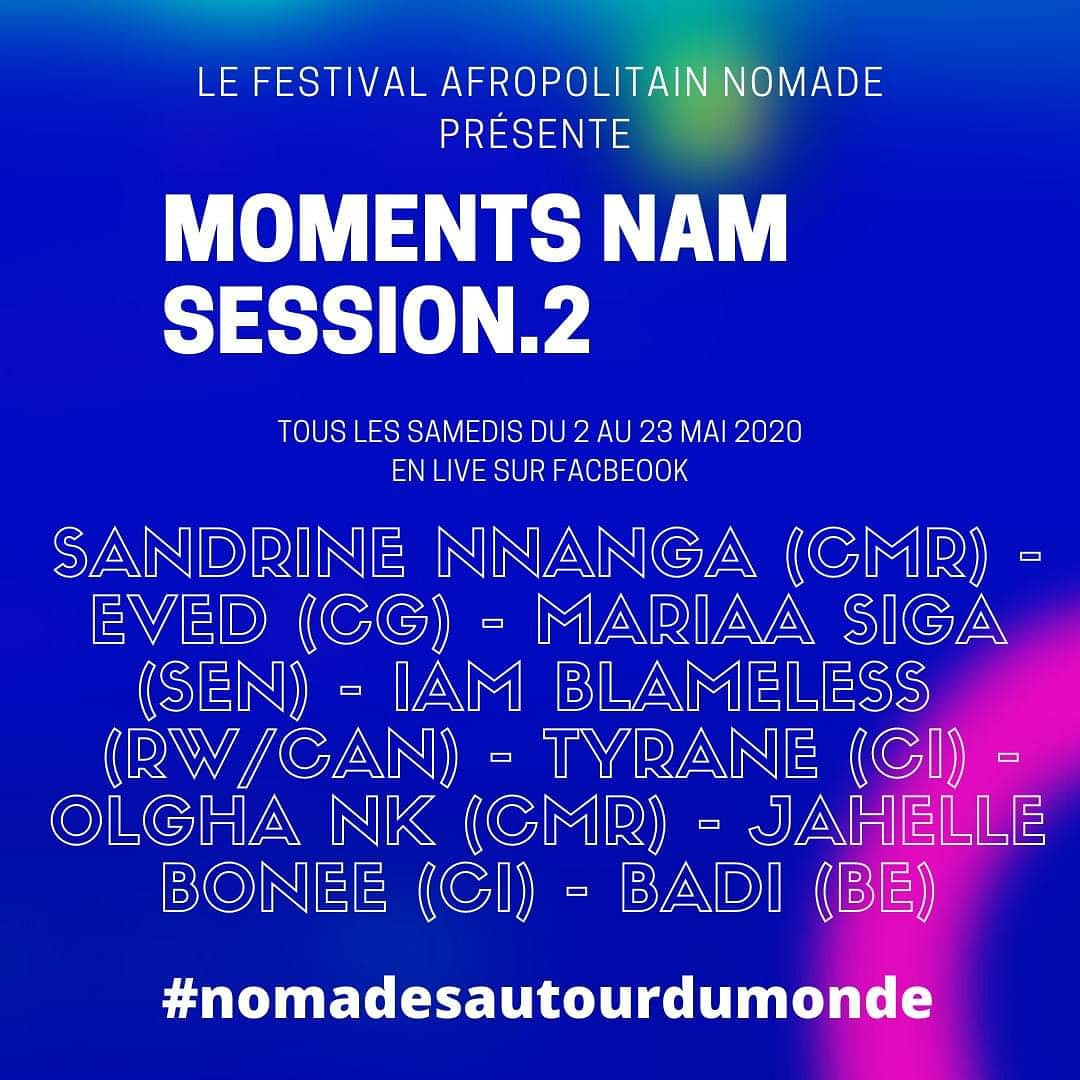 LE FESTIVAL AFROPOLITAIN NOMADE
PRÉSENTE
MOMENTS NAM
SESSION.2
TOUS LES SAMEDIS DU 2 AU 23 MAI 2020
EN LIVE SUR FACBEOOK
SANDRINE NNANGA (CMR) -
EVED (CG) - MARIAA SIGA
(SEN) - IAM BLAMELESS
(RW/CAN) - TYRANE (CI) -
OLGHA NK (CMR) - JAHELLE
BONEE (CI) - BADI (BE)
#nomadesautourdumonde